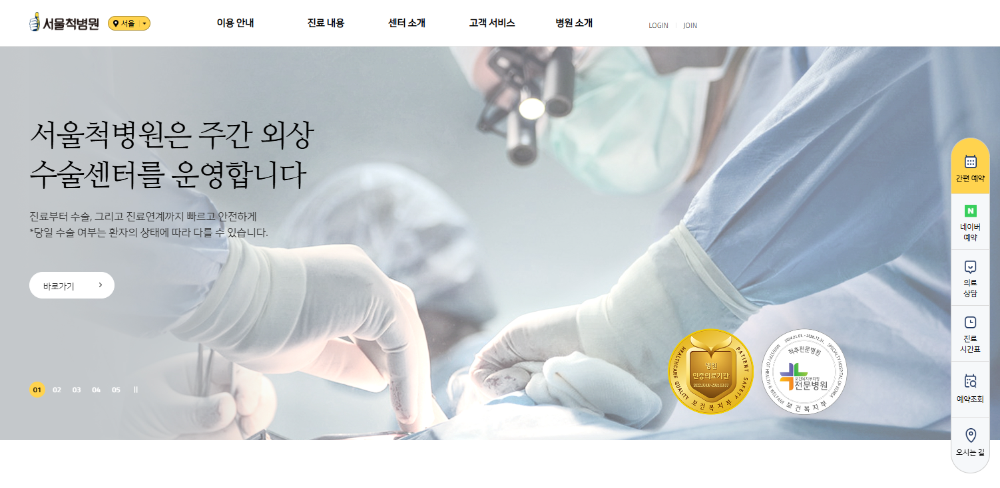 서울척병원
서울
이용 안내
진료 내용
센터 소개
고객 서비스
병원 소개
LOGIN
JOIN
서울척병원은 주간 외상
수술센터를 운영합니다
진료부터 수술, 그리고 진료연계까지 빠르고 안전하게
*당일 수술 여부는 환자의 상태에 따라 다를 수 있습니다.
바로가기
01 02 03 04 05
HEALTHCARE QUALITY
PATIENT SAFETY
병원
인증의료기관
보건복지부
2024.01.01. - 2026.12.31.
MINISTRY OF HEALTH & WELFARE
SPECIALTY HOSPITAL OF KOREA
척추전문병원
보건복지부지정
전문병원
보건복지부
간편 예약
N
네이버
예약
의료
상담
진료
시간표
예약조회
오시는 길